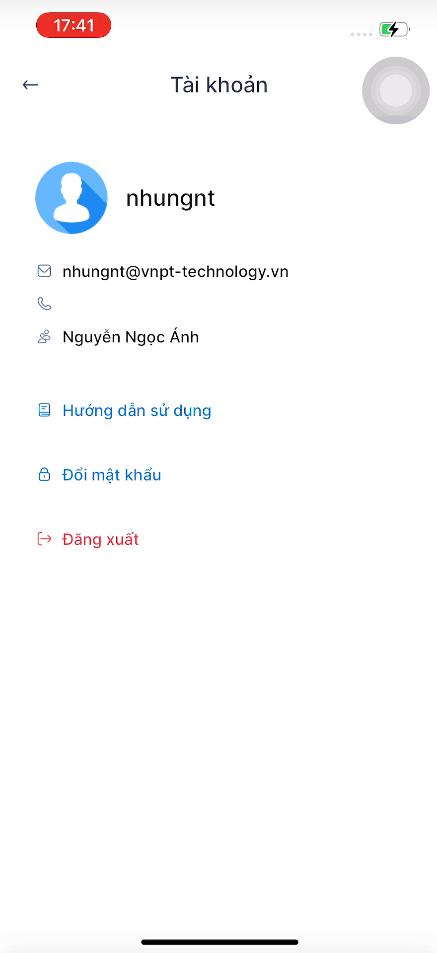 17:41
Tài khoản
nhungnt
nhungnt@vnpt-technology.vn
Nguyễn Ngọc Ánh
Hướng dẫn sử dụng
Đổi mật khẩu
Đăng xuất